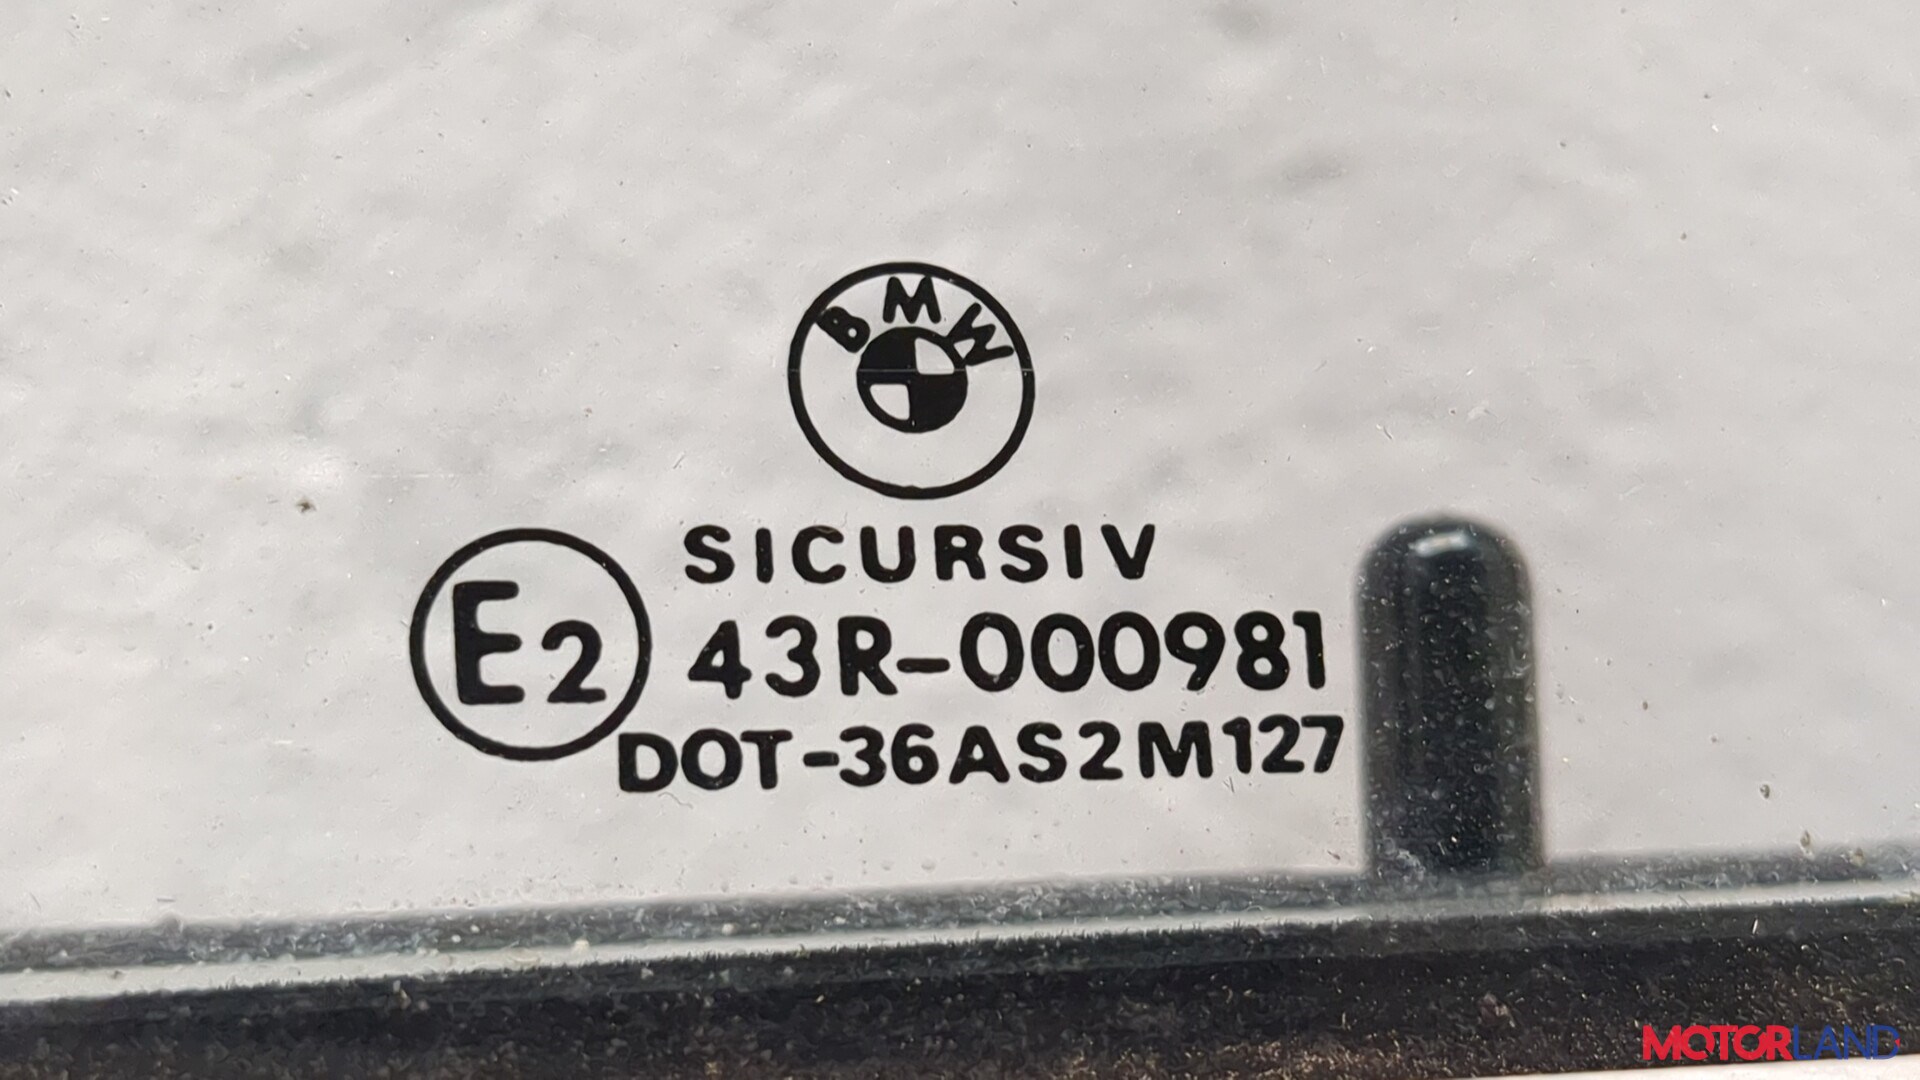 BMW
SICURSIV
E2
43R-000981
DOT-36AS2M127
MOTORLAND